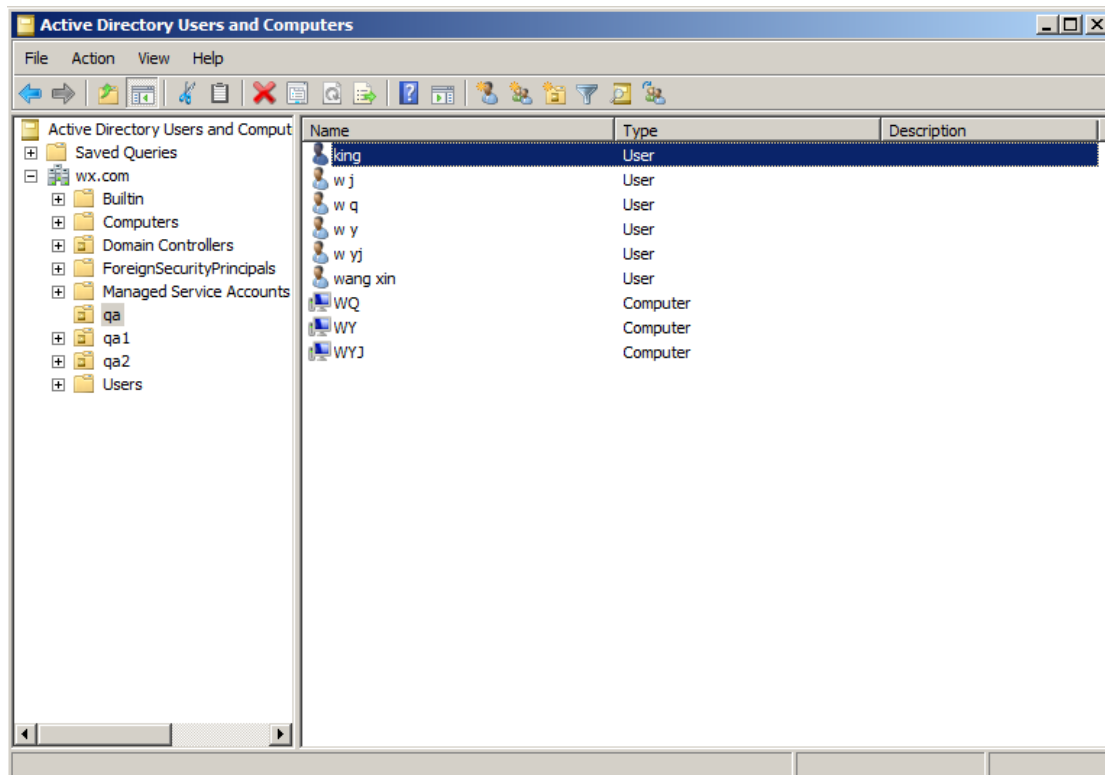 Active Directory Users and Computers
File Action View Help
Active Directory Users and Comput
Saved Queries
wx.com
Builtin
Computers
Domain Controllers
ForeignSecurityPrincipals
Managed Service Accounts
qa
qa1
qa2
Users
Name Type Description
king User
w j User
w q User
w y User
w yj User
wang xin User
WQ Computer
WY Computer
WYJ Computer